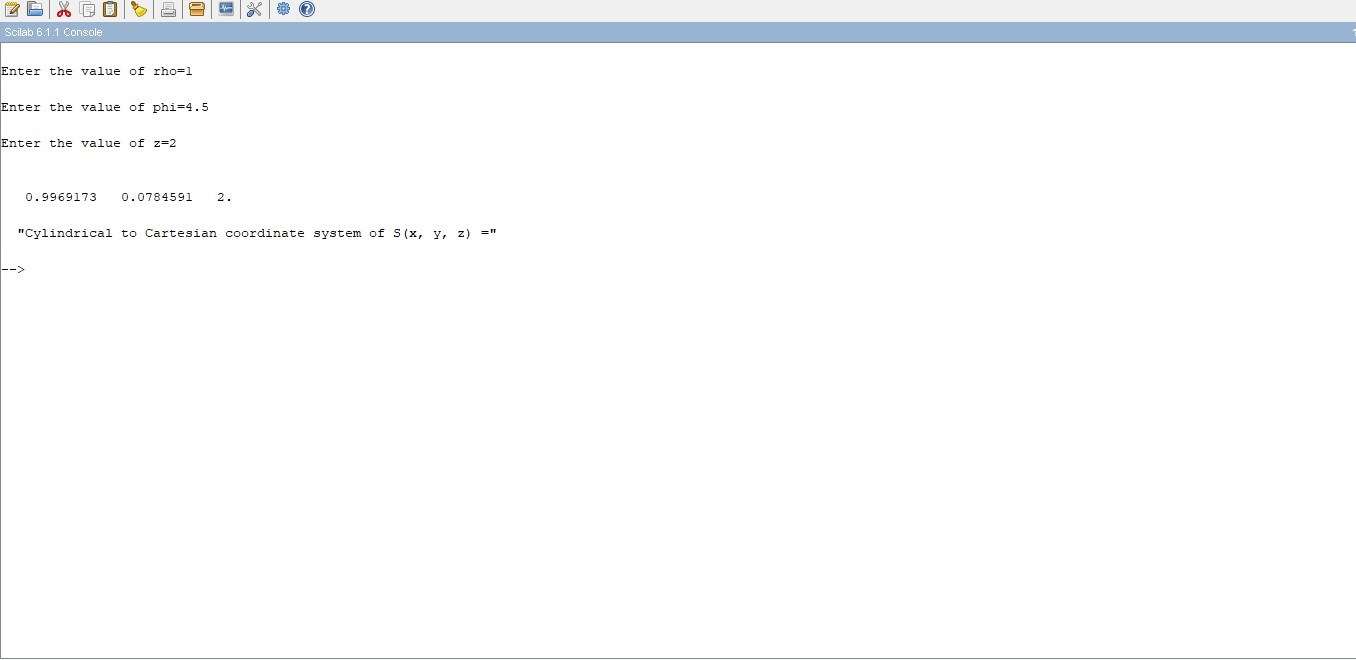 Scilab 6.1.1 Console
Enter the value of rho=1
Enter the value of phi=4.5
Enter the value of z=2
0.9969173 0.0784591 2.
"Cylindrical to Cartesian coordinate system of S(x, y, z) ="
-->